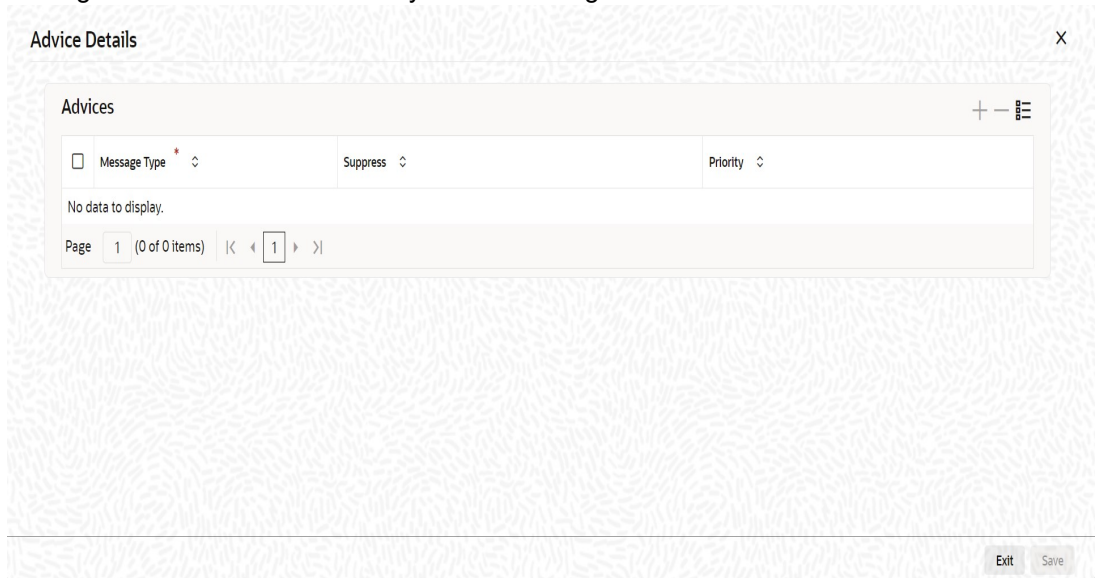 Advice Details
Advices
Message Type * Suppress Priority
No data to display.
Page 1 (0 of 0 items) 1
Exit Save